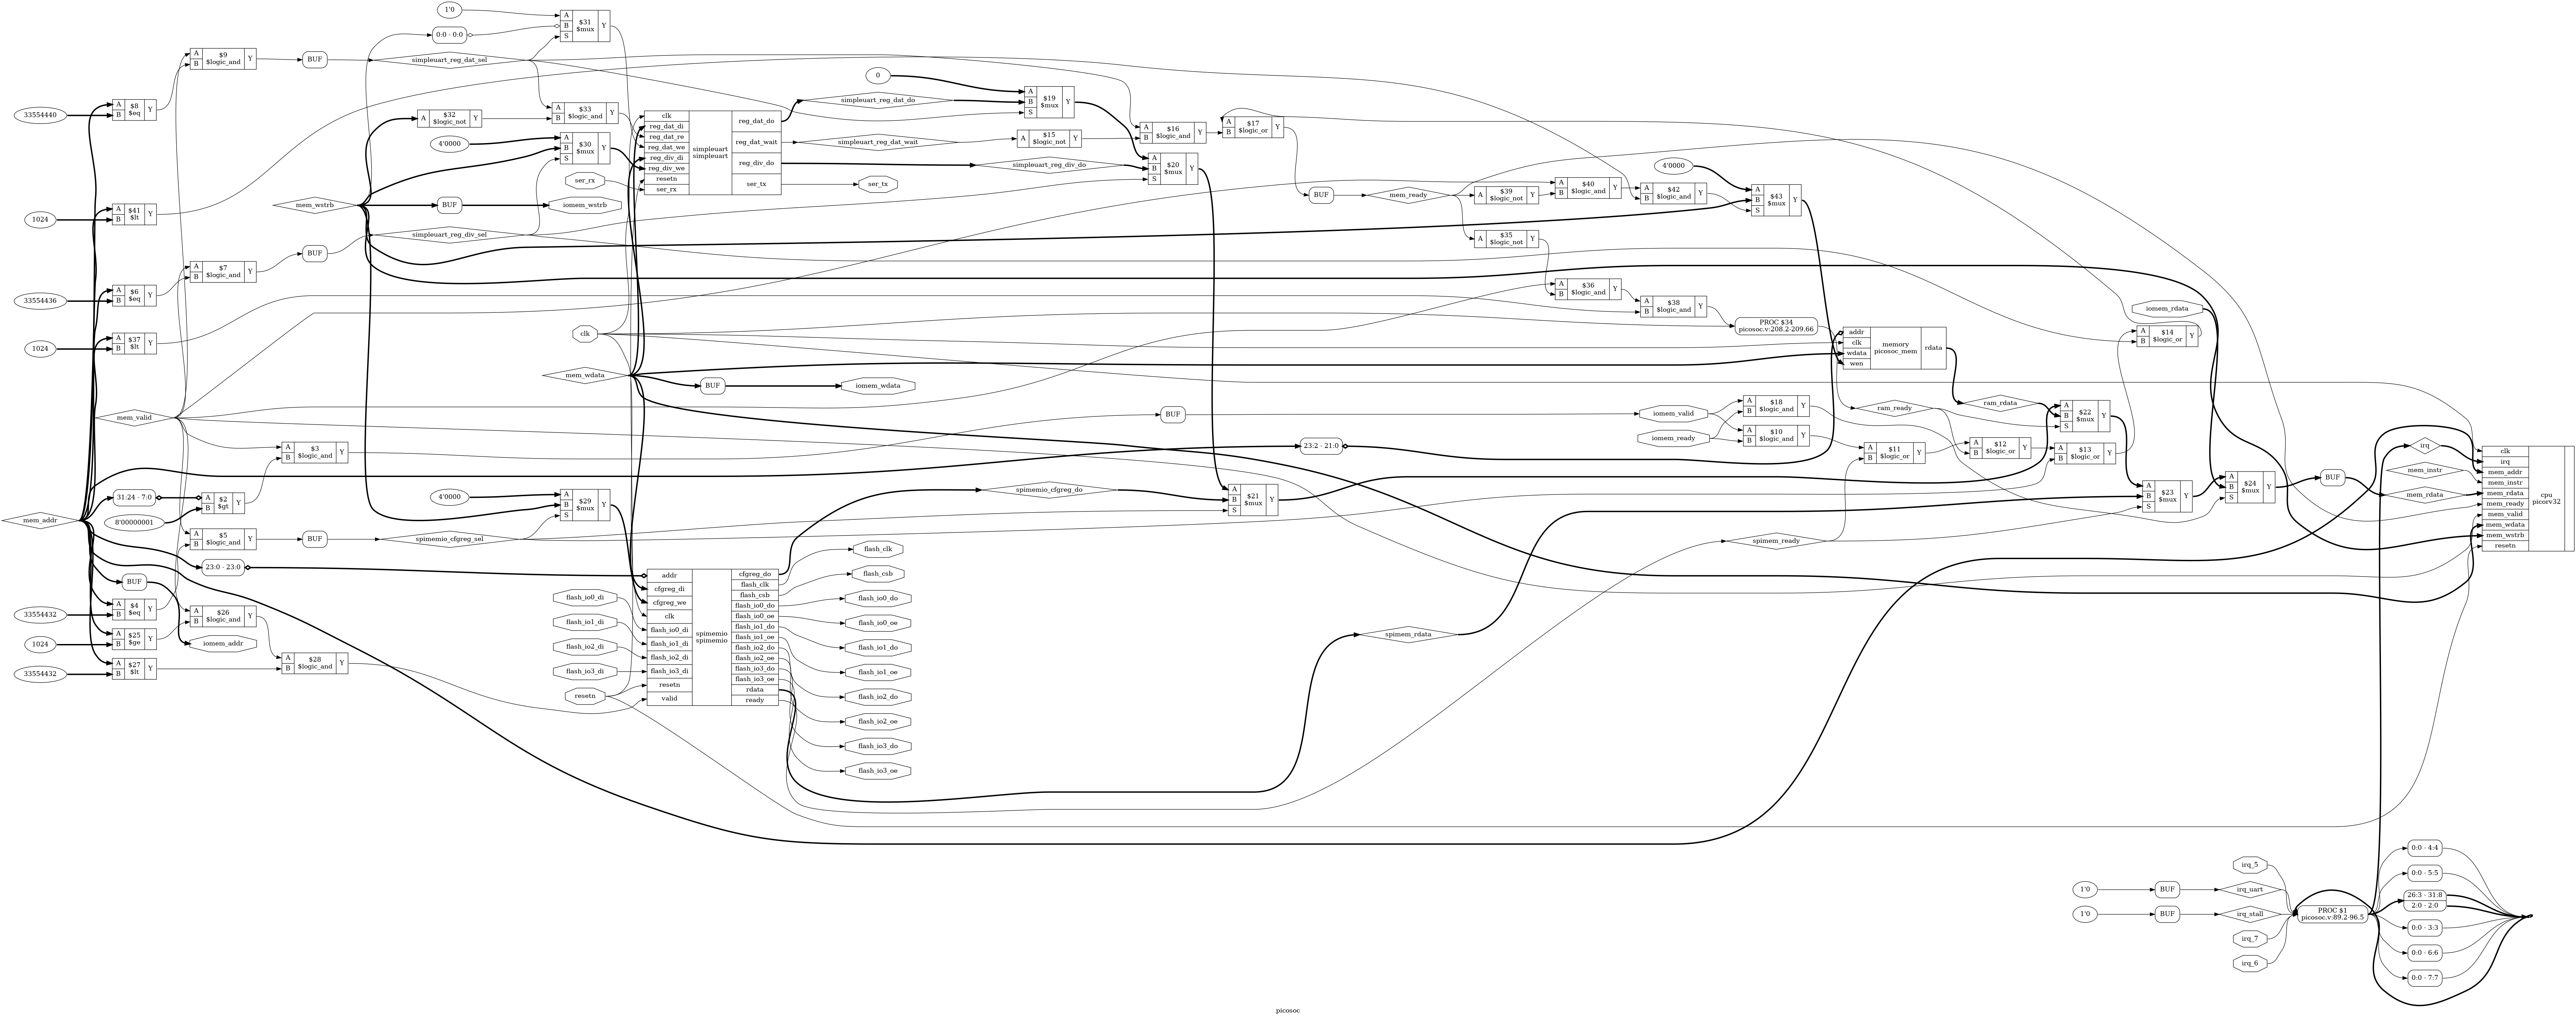 1'0
0:0 - 0:0
A
B
S
$31
$mux
Y
A
B
$9
$logic_and
Y
BUF
simpleuart_reg_dat_sel
33554440
A
B
$8
$eq
Y
A
$32
$logic_not
Y
A
B
$33
$logic_and
Y
4'0000
A
B
S
$30
$mux
Y
clk
reg_dat_di
reg_dat_re
reg_dat_we
reg_div_di
reg_div_we
resetn
ser_rx
simpleuart
simpleuart
reg_dat_do
reg_dat_wait
reg_div_do
ser_tx
0
simpleuart_reg_dat_do
simpleuart_reg_dat_wait
simpleuart_reg_div_do
ser_tx
ser_rx
A
B
S
$19
$mux
Y
A
$15
$logic_not
Y
A
B
S
$20
$mux
Y
A
B
$16
$logic_and
Y
A
B
$17
$logic_or
Y
BUF
mem_ready
A
$39
$logic_not
Y
A
B
$40
$logic_and
Y
A
B
$42
$logic_and
Y
4'0000
A
B
S
$43
$mux
Y
1024
A
B
$41
$lt
Y
mem_wstrb
BUF
iomem_wstrb
simpleuart_reg_div_sel
BUF
A
B
$7
$logic_and
Y
33554436
A
B
$6
$eq
Y
1024
A
B
$37
$lt
Y
A
$35
$logic_not
Y
A
B
$36
$logic_and
Y
A
B
$38
$logic_and
Y
PROC $34
picosoc.v:208.2-209.66
clk
addr
clk
wdata
wen
memory
picosoc_mem
rdata
iomem_rdata
A
B
$14
$logic_or
Y
mem_wdata
BUF
iomem_wdata
mem_valid
A
B
$3
$logic_and
Y
BUF
iomem_valid
iomem_ready
A
B
$18
$logic_and
Y
A
B
$10
$logic_and
Y
A
B
$11
$logic_or
Y
ram_ready
ram_rdata
A
B
$12
$logic_or
Y
A
B
$13
$logic_or
Y
A
B
S
$22
$mux
Y
23:2 - 21:0
mem_addr
31:24 - 7:0
8'00000001
A
B
$2
$gt
Y
4'0000
A
B
S
$29
$mux
Y
spimemio_cfgreg_do
A
B
S
$21
$mux
Y
A
B
S
$23
$mux
Y
A
B
S
$24
$mux
Y
BUF
mem_rdata
irq
mem_instr
clk
irq
mem_addr
mem_instr
mem_rdata
mem_ready
mem_valid
mem_wdata
mem_wstrb
resetn
cpu
picorv32
A
B
$5
$logic_and
Y
BUF
spimemio_cfgreg_sel
spimem_ready
23:0 - 23:0
BUF
33554432
A
B
$4
$eq
Y
A
B
$26
$logic_and
Y
1024
A
B
$25
$ge
Y
iomem_addr
33554432
A
B
$27
$lt
Y
A
B
$28
$logic_and
Y
flash_io0_di
flash_io1_di
flash_io2_di
flash_io3_di
resetn
addr
cfgreg_di
cfgreg_we
clk
flash_io0_di
flash_io1_di
flash_io2_di
flash_io3_di
resetn
valid
spimemio
spimemio
cfgreg_do
flash_clk
flash_csb
flash_io0_do
flash_io0_oe
flash_io1_do
flash_io1_oe
flash_io2_do
flash_io2_oe
flash_io3_do
flash_io3_oe
rdata
ready
flash_clk
flash_csb
flash_io0_do
flash_io0_oe
flash_io1_do
flash_io1_oe
flash_io2_do
flash_io2_oe
flash_io3_do
flash_io3_oe
spimem_rdata
irq_5
1'0
BUF
irq_uart
1'0
BUF
irq_stall
irq_7
irq_6
PROC $1
picosoc.v:89.2-96.5
0:0 - 4:4
0:0 - 5:5
26:3 - 31:8
2:0 - 2:0
0:0 - 3:3
0:0 - 6:6
0:0 - 7:7
picosoc